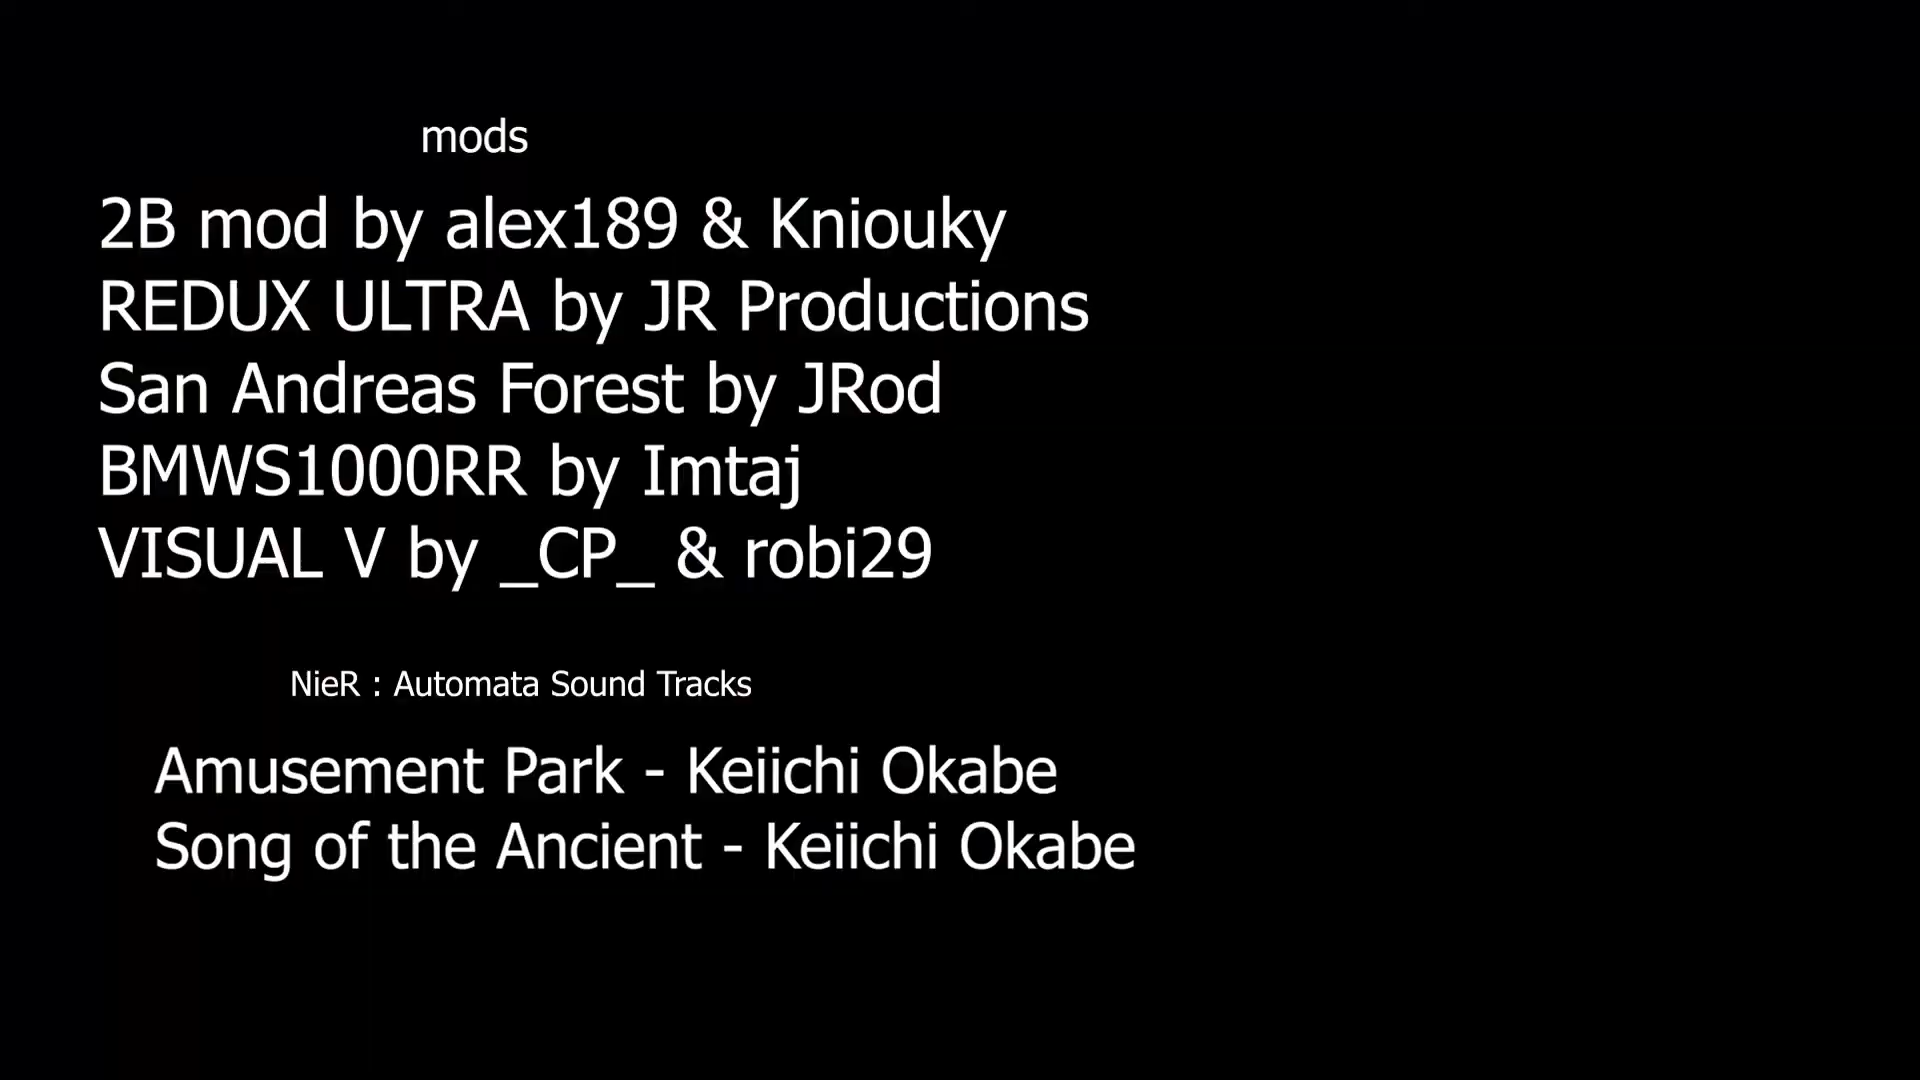 mods
2B mod by alex189 & Kniouky
REDUX ULTRA by JR Productions
San Andreas Forest by JRod
BMWS1000RR by Imtaj
VISUAL V by _CP_ & robi29
NieR : Automata Sound Tracks
Amusement Park - Keiichi Okabe
Song of the Ancient - Keiichi Okabe